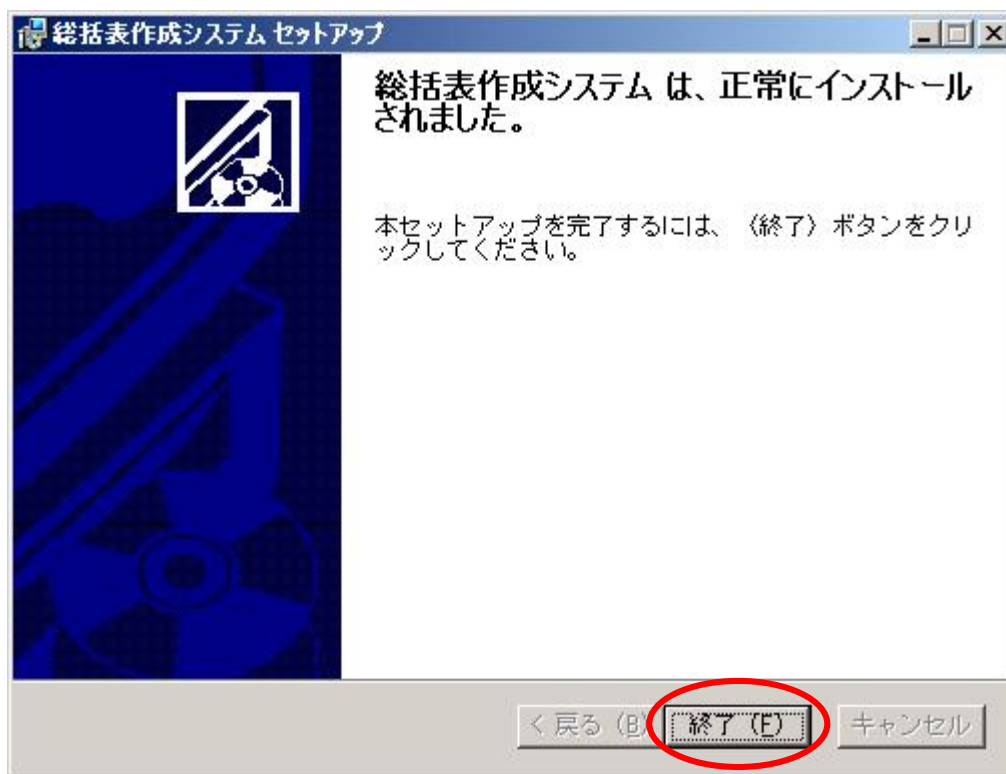 総括表作成システム セットアップ
総括表作成システム は、正常にインストール
されました。
本セットアップを完了するには、〈終了〉ボタンをクリ
ックしてください。
< 戻る (B) 終了 (F) キャンセル